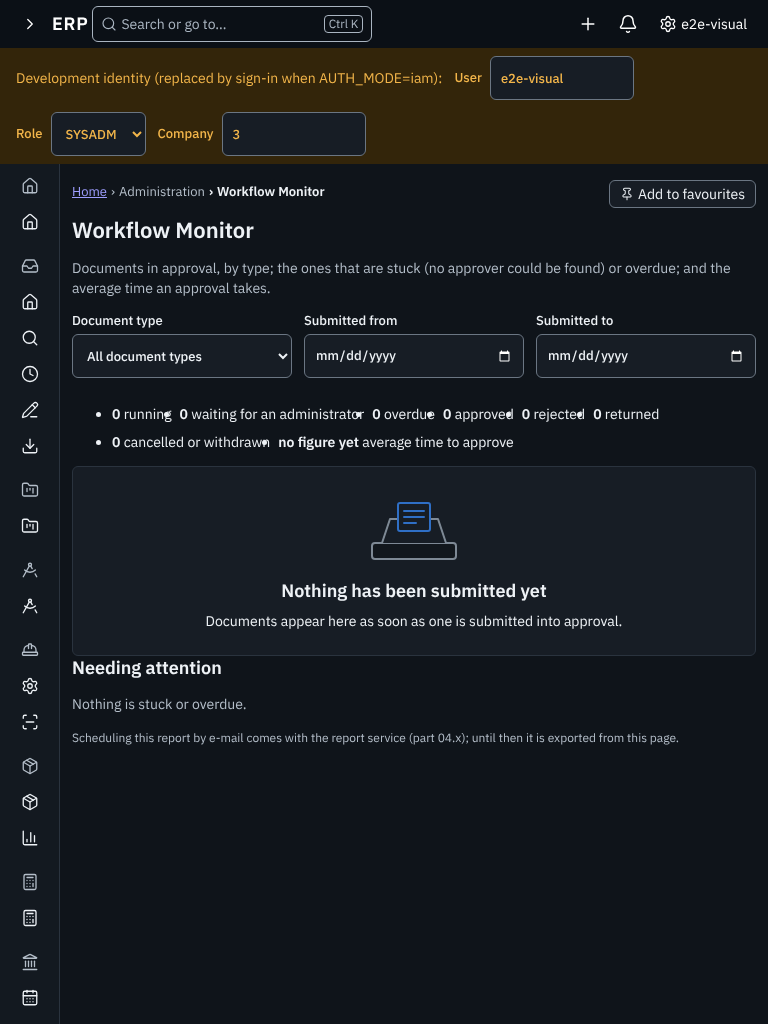 ERP
Search or go to...
Ctrl K
e2e-visual
Development identity (replaced by sign-in when AUTH_MODE=iam):
User
e2e-visual
Role
SYSADM
Company
3
Home › Administration › Workflow Monitor
Add to favourites
Workflow Monitor
Documents in approval, by type; the ones that are stuck (no approver could be found) or overdue; and the
average time an approval takes.
Document type
Submitted from
Submitted to
All document types
mm/dd/yyyy
mm/dd/yyyy
• 0 running • 0 waiting for an administrator • 0 overdue • 0 approved • 0 rejected • 0 returned
• 0 cancelled or withdrawn • no figure yet average time to approve
Nothing has been submitted yet
Documents appear here as soon as one is submitted into approval.
Needing attention
Nothing is stuck or overdue.
Scheduling this report by e-mail comes with the report service (part 04.x); until then it is exported from this page.